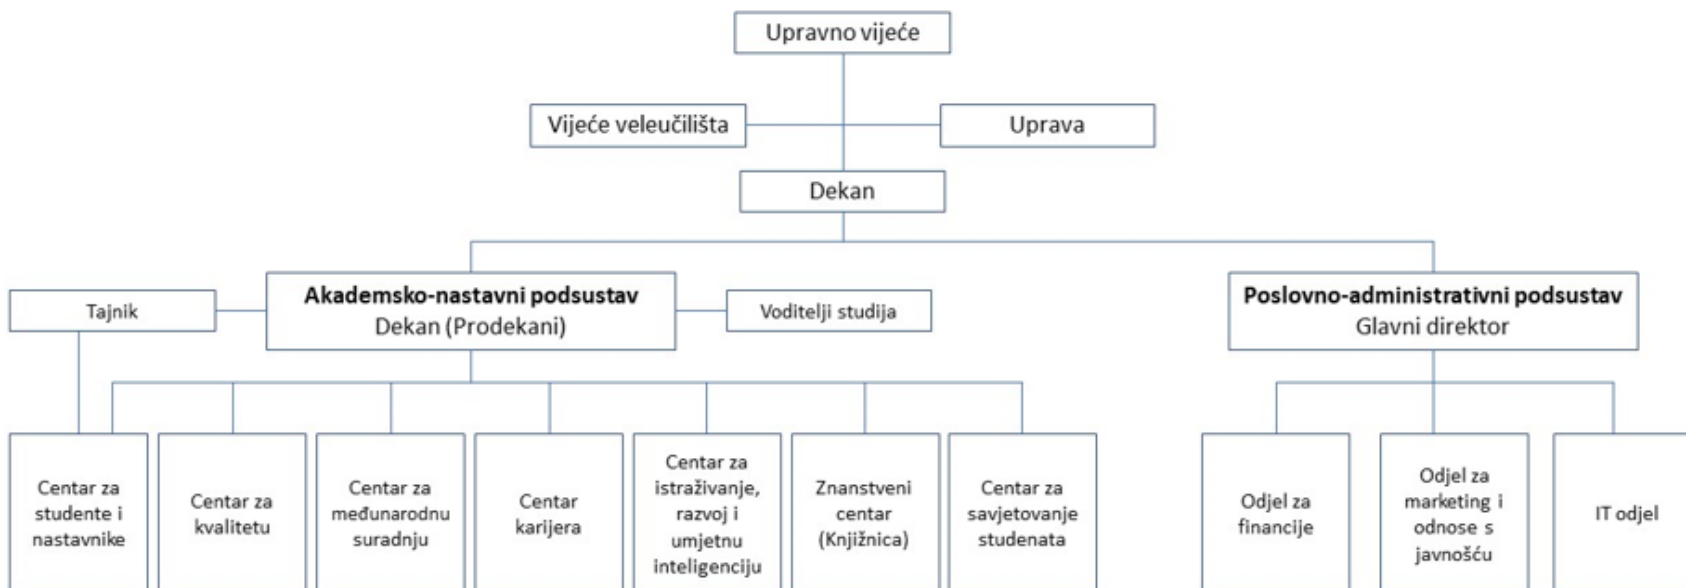 Upravno vijeće
Vijeće veleučilišta
Uprava
Dekan
Tajnik
Akademsko-nastavni podsustav
Dekan (Prodekani)
Voditelji studija
Poslovno-administrativni podsustav
Glavni direktor
Centar za
studente i
nastavnike
Centar za
kvalitetu
Centar za
međunarodnu
suradnju
Centar
karijera
Centar za
istraživanje,
razvoj i
umjetnu
inteligenciju
Znanstveni
centar
(Knjižnica)
Centar za
savjetovanje
studenata
Odjel za
financije
Odjel za
marketing i
odnose s
javnošću
IT odjel